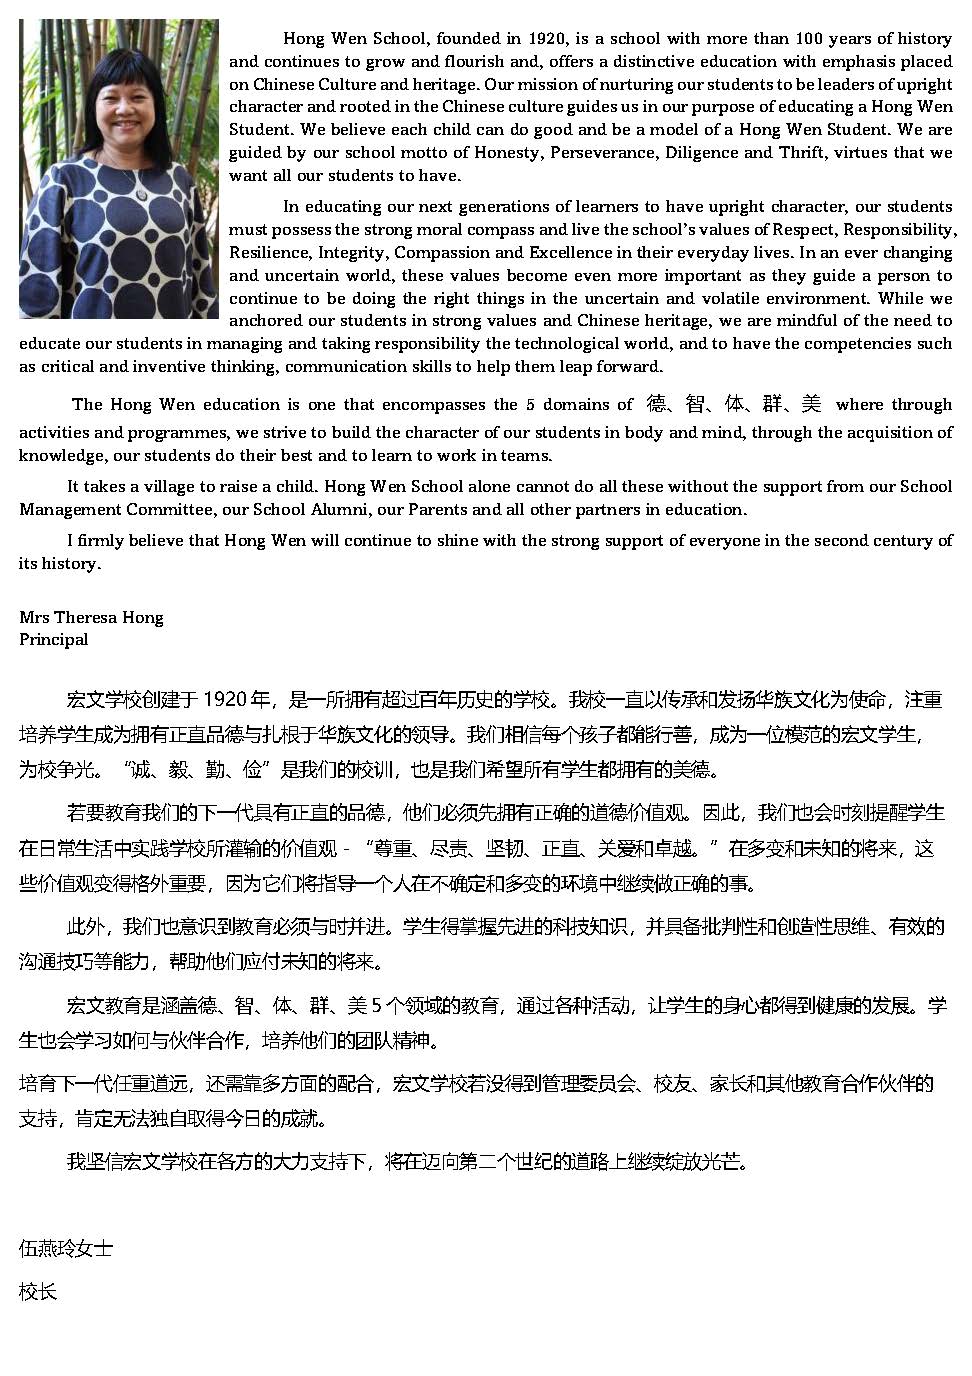 Hong Wen School, founded in 1920, is a school with more than 100 years of history
and continues to grow and flourish and, offers a distinctive education with emphasis placed
on Chinese Culture and heritage. Our mission of nurturing our students to be leaders of upright
character and rooted in the Chinese culture guides us in our purpose of educating a Hong Wen
Student. We believe each child can do good and be a model of a Hong Wen Student. We are
guided by our school motto of Honesty, Perseverance, Diligence and Thrift, virtues that we
want all our students to have.
In educating our next generations of learners to have upright character, our students
must possess the strong moral compass and live the school’s values of Respect, Responsibility,
Resilience, Integrity, Compassion and Excellence in their everyday lives. In an ever changing
and uncertain world, these values become even more important as they guide a person to
continue to be doing the right things in the uncertain and volatile environment. While we
anchored our students in strong values and Chinese heritage, we are mindful of the need to
educate our students in managing and taking responsibility the technological world, and to have the competencies such
as critical and inventive thinking, communication skills to help them leap forward.
The Hong Wen education is one that encompasses the 5 domains of 德、智、体、群、美 where through
activities and programmes, we strive to build the character of our students in body and mind, through the acquisition of
knowledge, our students do their best and to learn to work in teams.
It takes a village to raise a child. Hong Wen School alone cannot do all these without the support from our School
Management Committee, our School Alumni, our Parents and all other partners in education.
I firmly believe that Hong Wen will continue to shine with the strong support of everyone in the second century of
its history.
Mrs Theresa Hong
Principal
宏文学校创建于 1920 年，是一所拥有超过百年历史的学校。我校一直以传承和发扬华族文化为使命，注重
培养学生成为拥有正直品德与扎根于华族文化的领导。我们相信每个孩子都能行善，成为一位模范的宏文学生，
为校争光。“诚、毅、勤、俭”是我们的校训，也是我们希望所有学生都拥有的美德。
若要教育我们的下一代具有正直的品德，他们必须先拥有正确的道德价值观。因此，我们也会时刻提醒学生
在日常生活中实践学校所灌输的价值观 - “尊重、尽责、坚韧、正直、关爱和卓越。”在多变和未知的将来，这
些价值观变得格外重要，因为它们将指导一个人在不确定和多变的环境中继续做正确的事。
此外，我们也意识到教育必须与时并进。学生得掌握先进的科技知识，并具备批判性和创造性思维、有效的
沟通技巧等能力，帮助他们应付未知的将来。
宏文教育是涵盖德、智、体、群、美 5 个领域的教育，通过各种活动，让学生的身心都得到健康的发展。学
生也会学习如何与伙伴合作，培养他们的团队精神。
培育下一代任重道远，还需靠多方面的配合，宏文学校若没得到管理委员会、校友、家长和其他教育合作伙伴的
支持，肯定无法独自取得今日的成就。
我坚信宏文学校在各方的大力支持下，将在迈向第二个世纪的道路上继续绽放光芒。
伍燕玲女士
校长